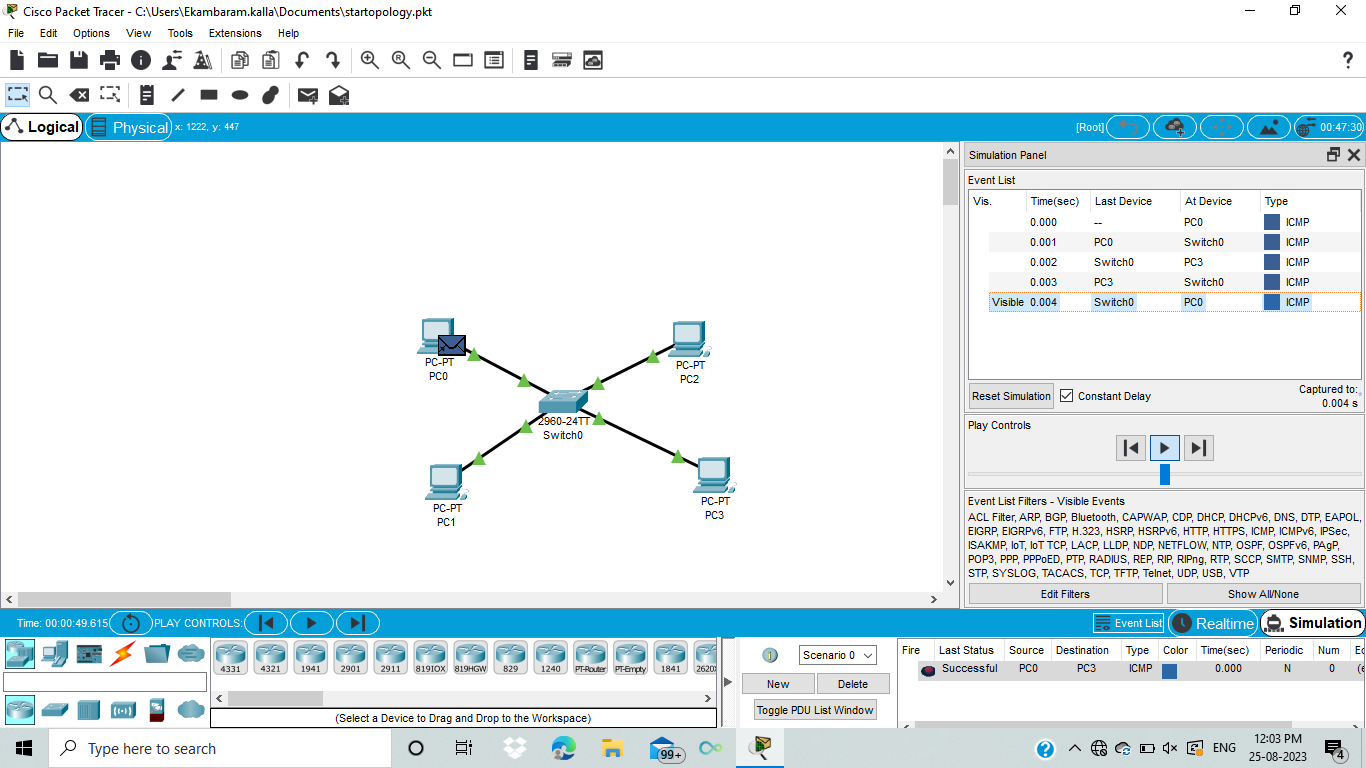 Cisco Packet Tracer - C:\Users\Ekambaram.kalla\Documents\startopology.pkt
File Edit Options View Tools Extensions Help
?
Logical Physical x: 1222, y: 447 [Root] 00:47:30
Simulation Panel
Event List
Vis. Time(sec) Last Device At Device Type
0.000 -- PC0 ICMP
0.001 PC0 Switch0 ICMP
0.002 Switch0 PC3 ICMP
0.003 PC3 Switch0 ICMP
Visible 0.004 Switch0 PC0 ICMP
Reset Simulation Constant Delay Captured to:
0.004 s
Play Controls
Event List Filters - Visible Events
ACL Filter, ARP, BGP, Bluetooth, CAPWAP, CDP, DHCP, DHCPv6, DNS, DTP, EAPOL,
EIGRP, EIGRPv6, FTP, H.323, HSRP, HSRPv6, HTTP, HTTPS, ICMP, ICMPv6, IPSec,
ISAKMP, IoT, IoT TCP, LACP, LLDP, NDP, NETFLOW, NTP, OSPF, OSPFv6, PAgP,
POP3, PPP, PPPoED, PTP, RADIUS, REP, RIP, RIPng, RTP, SCCP, SMTP, SNMP, SSH,
STP, SYSLOG, TACACS, TCP, TFTP, Telnet, UDP, USB, VTP
Edit Filters Show All/None
PC-PT
PC0
PC-PT
PC2
2960-24TT
Switch0
PC-PT
PC1
PC-PT
PC3
Time: 00:00:49.615 PLAY CONTROLS: Event List Realtime Simulation
4331 4321 1941 2901 2911 819IOX 819HGW 829 1240 PT-Router PT-Empty 1841 2620X
(Select a Device to Drag and Drop to the Workspace)
Scenario 0
New Delete
Toggle PDU List Window
Fire Last Status Source Destination Type Color Time(sec) Periodic Num Ed
Successful PC0 PC3 ICMP 0.000 N 0 (e
Type here to search 99+ ENG 12:03 PM
25-08-2023 4